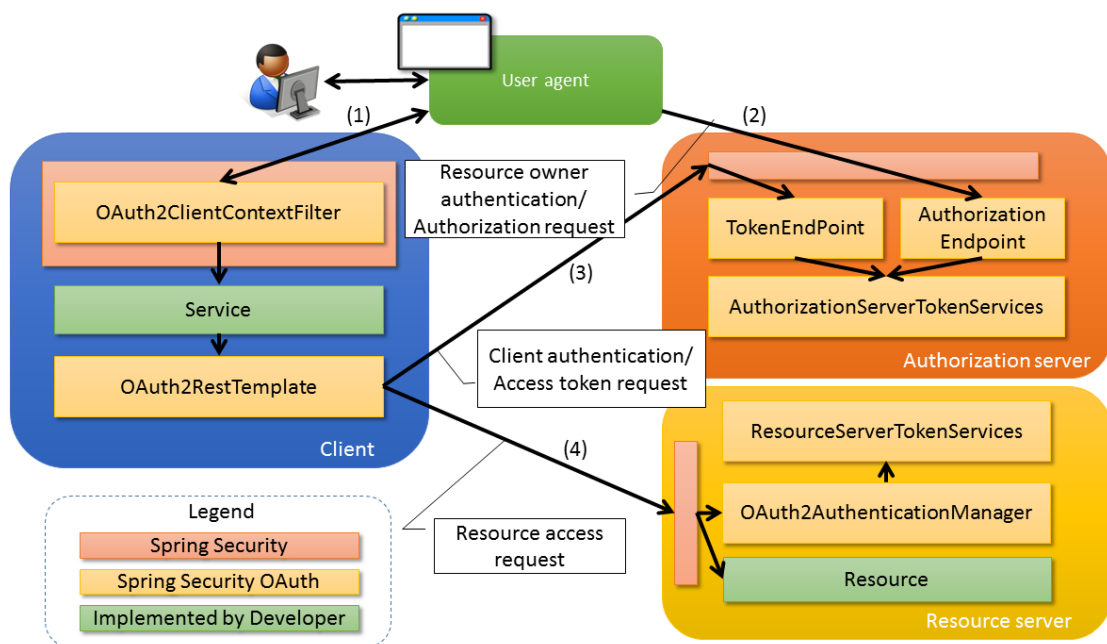 User agent
(1)
(2)
OAuth2ClientContextFilter
Service
OAuth2RestTemplate
Client
Resource owner
authentication/
Authorization request
(3)
Client authentication/
Access token request
(4)
Resource access
request
TokenEndPoint
Authorization
Endpoint
AuthorizationServerTokenServices
Authorization server
ResourceServerTokenServices
OAuth2AuthenticationManager
Resource
Resource server
Legend
Spring Security
Spring Security OAuth
Implemented by Developer